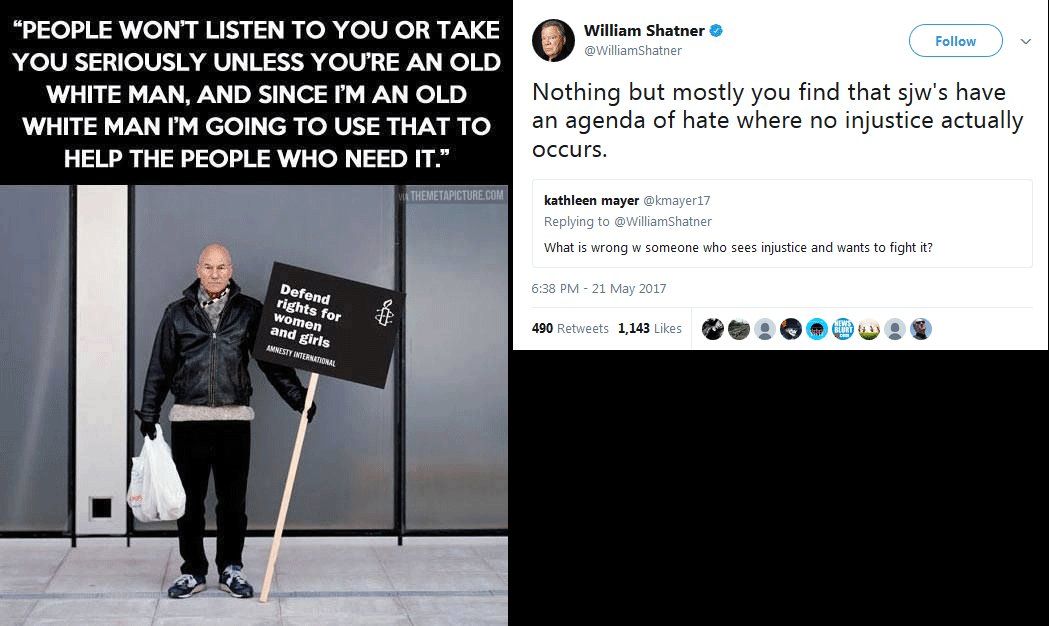 “PEOPLE WON’T LISTEN TO YOU OR TAKE
YOU SERIOUSLY UNLESS YOU’RE AN OLD
WHITE MAN, AND SINCE I’M AN OLD
WHITE MAN I’M GOING TO USE THAT TO
HELP THE PEOPLE WHO NEED IT.”
VIA THEMETAPICTURE.COM
Defend
rights for
women
and girls
AMNESTY INTERNATIONAL
William Shatner
@WilliamShatner
Follow
Nothing but mostly you find that sjw's have
an agenda of hate where no injustice actually
occurs.
kathleen mayer @kmayer17
Replying to @WilliamShatner
What is wrong w someone who sees injustice and wants to fight it?
6:38 PM - 21 May 2017
490 Retweets 1,143 Likes
NEWS
BLURT